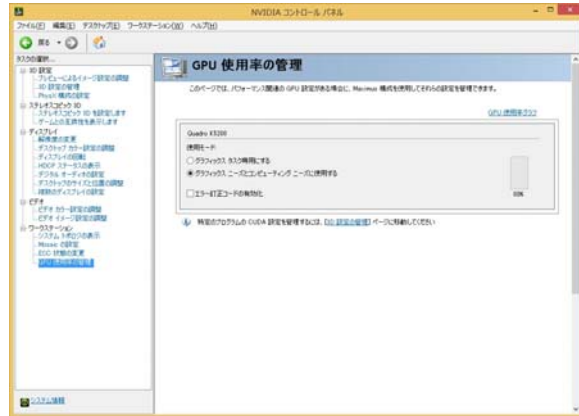 NVIDIA コントロール パネル
ファイル(F) 編集(E) デスクトップ(T) ワークステーション(W) ヘルプ(H)
戻る
タスクの選択...
3D 設定
プレビューによるイメージ設定の調整
3D 設定の管理
PhysX 構成の設定
ステレオスコピック 3D
ステレオスコピック 3D を設定します
ゲームとの互換性を表示します
ディスプレイ
解像度の変更
デスクトップ カラー設定の調整
ディスプレイの回転
HDCP ステータスの表示
デジタル オーディオの設定
デスクトップのサイズと位置の調整
複数のディスプレイの設定
ビデオ
ビデオ カラー設定の調整
ビデオ イメージ設定の調整
ワークステーション
システム トポロジの表示
Mosaic の設定
ECC 状態の変更
GPU 使用率の管理
システム情報
GPU 使用率の管理
このページでは、パフォーマンス関連の GPU 設定がある場合に、Maximus 構成を使用してそれらの設定を管理できます。
GPU 使用率グラフ
Quadro K5200
使用モード:
グラフィックス タスク専用にする
グラフィックス ニーズとコンピューティング ニーズに使用する
エラー訂正コードの有効化
特定のプログラムの CUDA 設定を管理するには、[3D 設定の管理] ページに移動してください